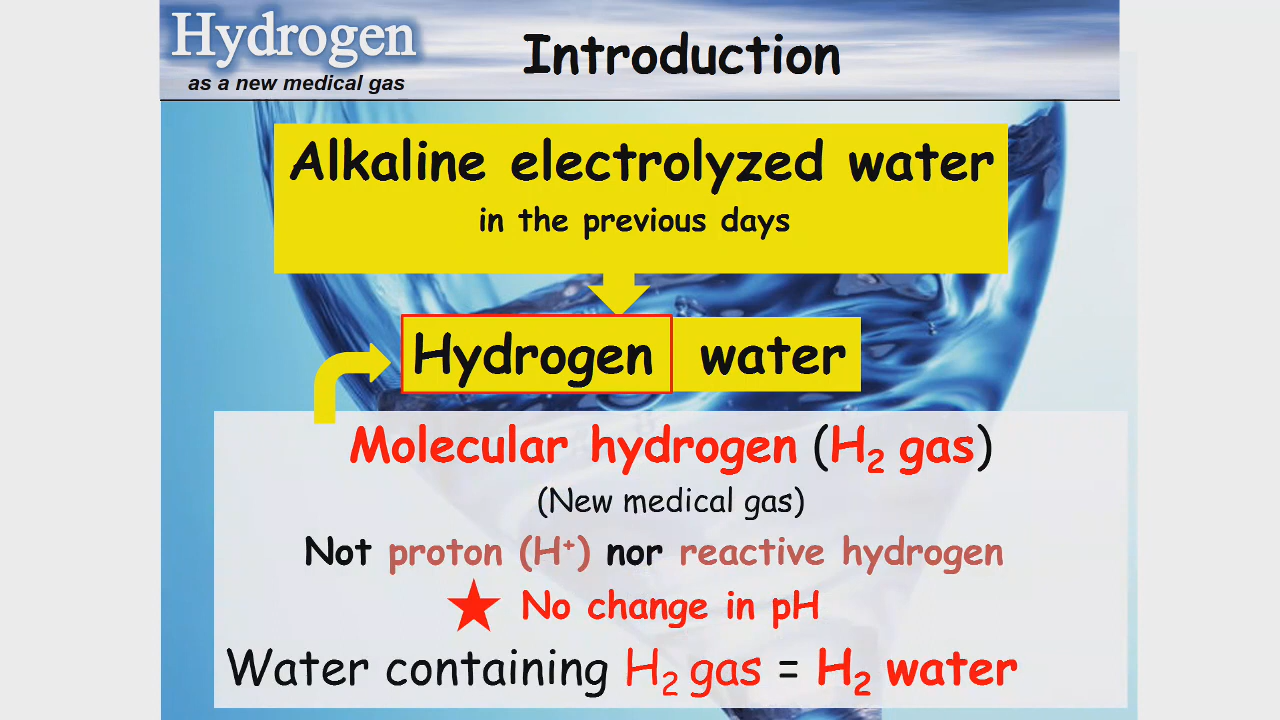 Hydrogen
as a new medical gas
Introduction
Alkaline electrolyzed water
in the previous days
Hydrogen water
Molecular hydrogen (H₂ gas)
(New medical gas)
Not proton (H⁺) nor reactive hydrogen
★ No change in pH
Water containing H₂ gas = H₂ water